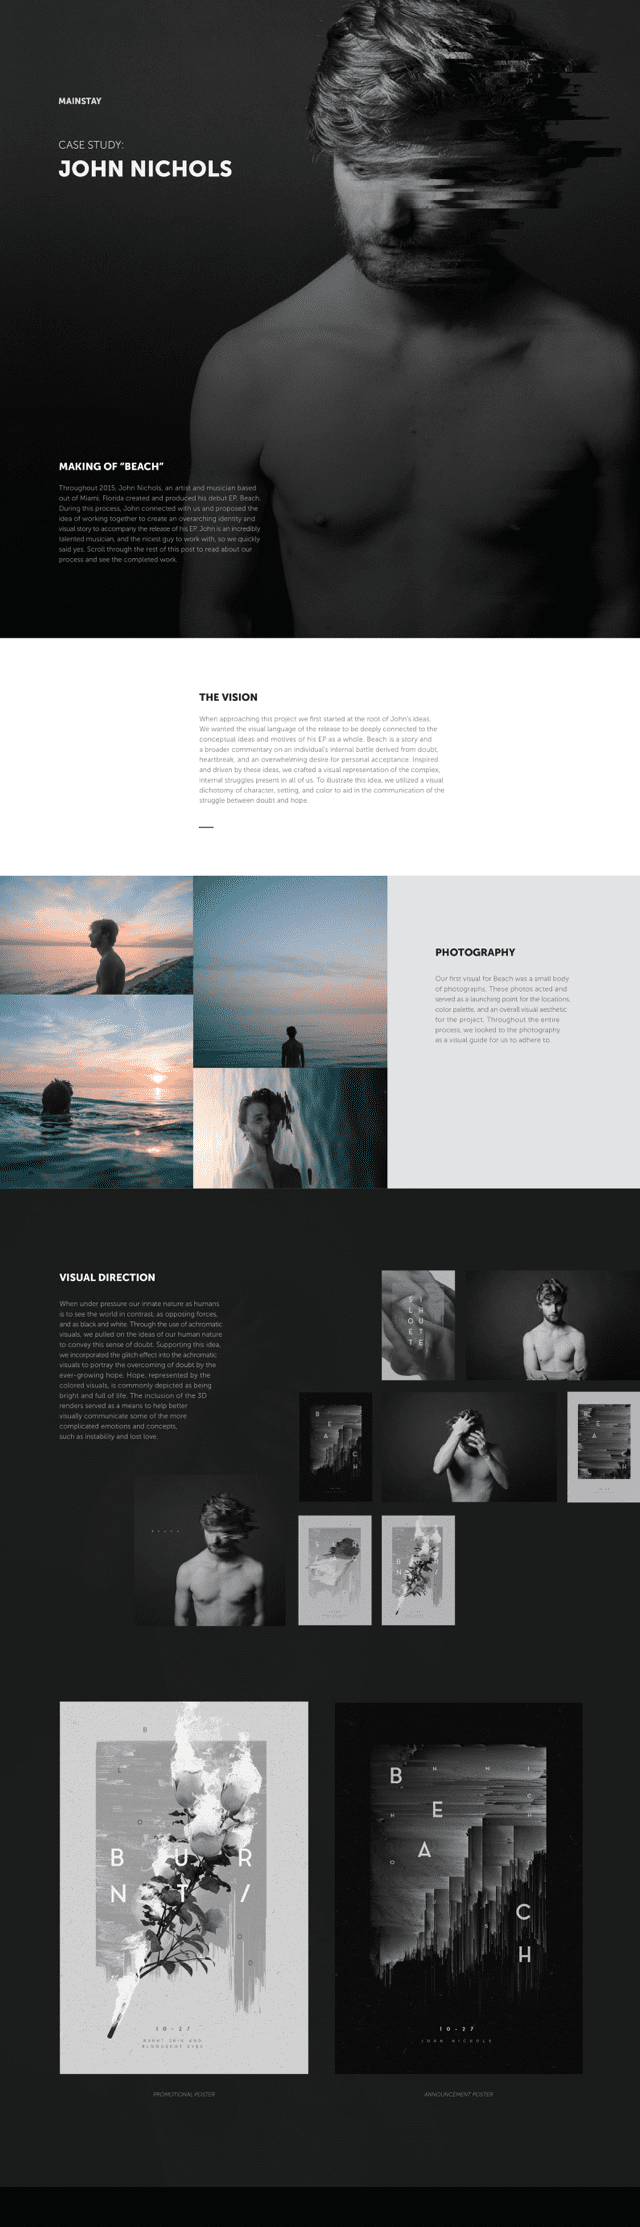 MAINSTAY
CASE STUDY:
JOHN NICHOLS
MAKING OF “BEACH”
Throughout 2015, John Nichols, an artist and musician based
out of Miami, Florida created and produced his debut EP, Beach.
During this process, John connected with us and proposed the
idea of working together to create an overarching identity and
visual story to accompany the release of his EP. John is an incredibly
talented musician, and the nicest guy to work with, so we quickly
said yes. Scroll through the rest of this post to read about our
process and see the completed work.
THE VISION
When approaching this project we first started at the root of John's ideas.
We wanted the visual language of the release to be deeply connected to the
conceptual ideas and motives of his EP as a whole. Beach is a story and
a broader commentary on an individual's internal battle derived from doubt,
heartbreak, and an overwhelming desire for personal acceptance. Inspired
and driven by these ideas, we crafted a visual representation of the complex,
internal struggles present in all of us. To illustrate this idea, we utilized a visual
dichotomy of character, setting, and color to aid in the communication of the
struggle between doubt and hope.
PHOTOGRAPHY
Our first visual for Beach was a small body
of photographs. These photos acted and
served as a launching point for the locations,
color palette, and an overall visual aesthetic
for the project. Throughout the entire
process, we looked to the photography
as a visual guide for us to adhere to.
VISUAL DIRECTION
When under pressure our innate nature as humans
is to see the world in contrast, as opposing forces,
and as black and white. Through the use of achromatic
visuals, we pulled on the ideas of our human nature
to convey this sense of doubt. Supporting this idea,
we incorporated the glitch effect into the achromatic
visuals to portray the overcoming of doubt by the
ever-growing hope. Hope, represented by the
colored visuals, is commonly depicted as being
bright and full of life. The inclusion of the 3D
renders served as a means to help better
visually communicate some of the more
complicated emotions and concepts,
such as instability and lost love.
S I
L H
O U
E T
T E
B
E
A
C
H
B E
A
C H
B E A C H
B U R
N T /
B
L
O
B U R
N T /
O
D
10-27
BURNT SKIN AND
BLOODSHOT EYES
B N N I
C
H E H
O A
S C
H
10-27
JOHN NICHOLS
PROMOTIONAL POSTER
ANNOUNCEMENT POSTER